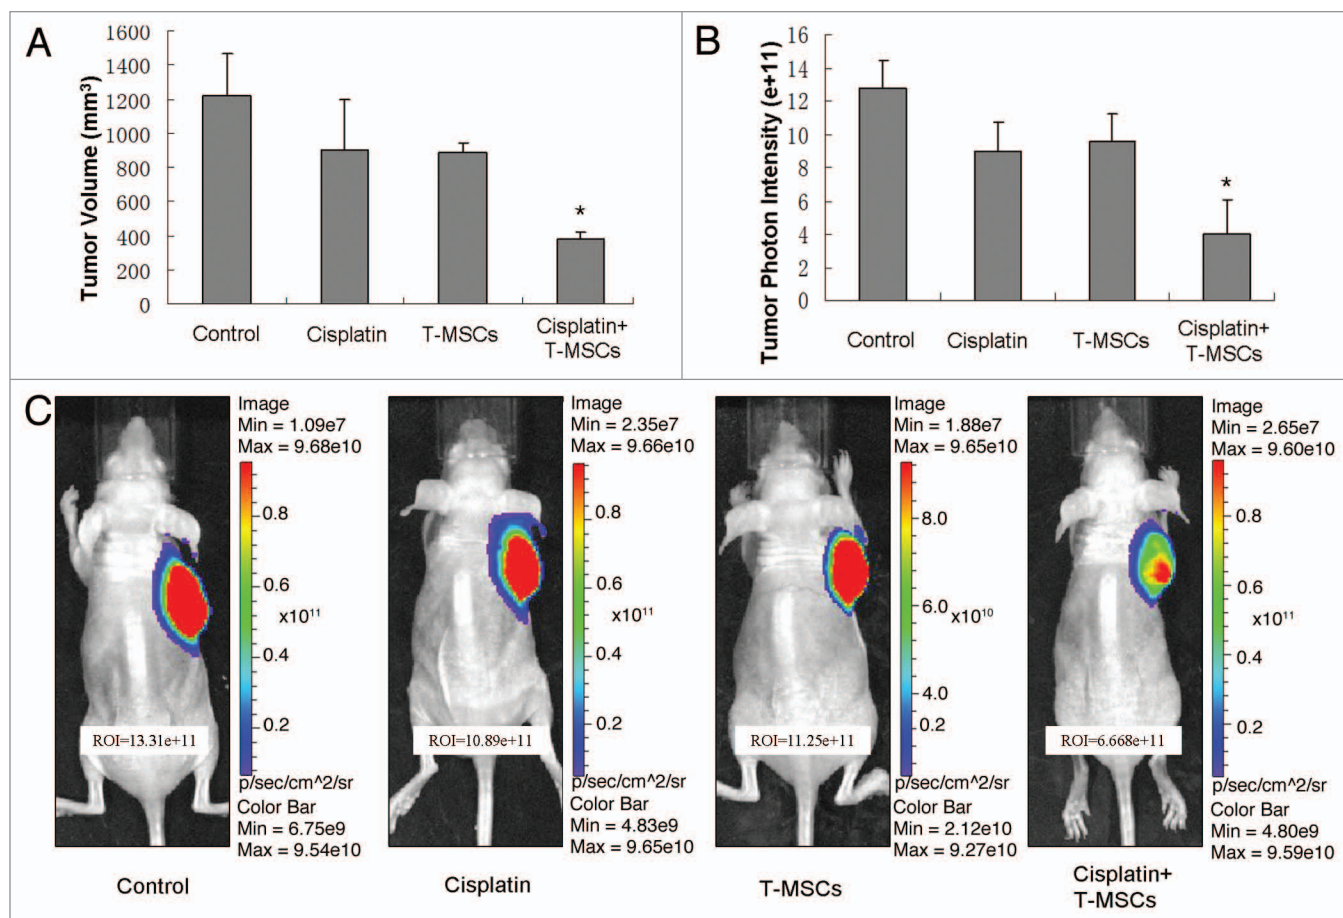 A
Tumor Volume (mm³)
1600
1400
1200
1000
800
600
400
200
0
Control
Cisplatin
T-MSCs
Cisplatin+
T-MSCs
*
B
Tumor Photon Intensity (e+11)
16
14
12
10
8
6
4
2
0
Control
Cisplatin
T-MSCs
Cisplatin+
T-MSCs
*
C
Image
Min = 1.09e7
Max = 9.68e10
0.8
0.6
x10¹¹
0.4
0.2
ROI=13.31e+11
p/sec/cm^2/sr
Color Bar
Min = 6.75e9
Max = 9.54e10
Control
Image
Min = 2.35e7
Max = 9.66e10
0.8
0.6
x10¹¹
0.4
0.2
ROI=10.89e+11
p/sec/cm^2/sr
Color Bar
Min = 4.83e9
Max = 9.65e10
Cisplatin
Image
Min = 1.88e7
Max = 9.65e10
8.0
6.0
x10¹⁰
4.0
0.2
ROI=11.25e+11
p/sec/cm^2/sr
Color Bar
Min = 2.12e10
Max = 9.27e10
T-MSCs
Image
Min = 2.65e7
Max = 9.60e10
0.8
0.6
x10¹¹
0.4
0.2
ROI=6.668e+11
p/sec/cm^2/sr
Color Bar
Min = 4.80e9
Max = 9.59e10
Cisplatin+
T-MSCs